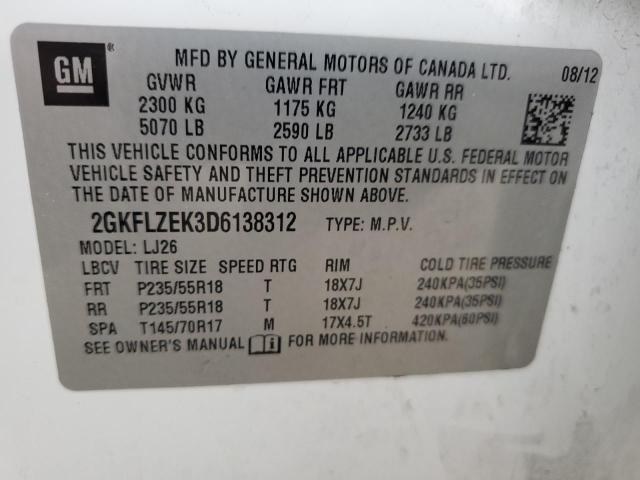 GM ®
MFD BY GENERAL MOTORS OF CANADA LTD. 08/12
GVWR GAWR FRT GAWR RR
2300 KG 1175 KG 1240 KG
5070 LB 2590 LB 2733 LB
THIS VEHICLE CONFORMS TO ALL APPLICABLE U.S. FEDERAL MOTOR
VEHICLE SAFETY AND THEFT PREVENTION STANDARDS IN EFFECT ON
THE DATE OF MANUFACTURE SHOWN ABOVE.
2GKFLZEK3D6138312 TYPE: M.P.V.
MODEL: LJ26
LBCV TIRE SIZE SPEED RTG RIM COLD TIRE PRESSURE
FRT P235/55R18 T 18X7J 240KPA(35PSI)
RR P235/55R18 T 18X7J 240KPA(35PSI)
SPA T145/70R17 M 17X4.5T 420KPA(60PSI)
SEE OWNER'S MANUAL FOR MORE INFORMATION.